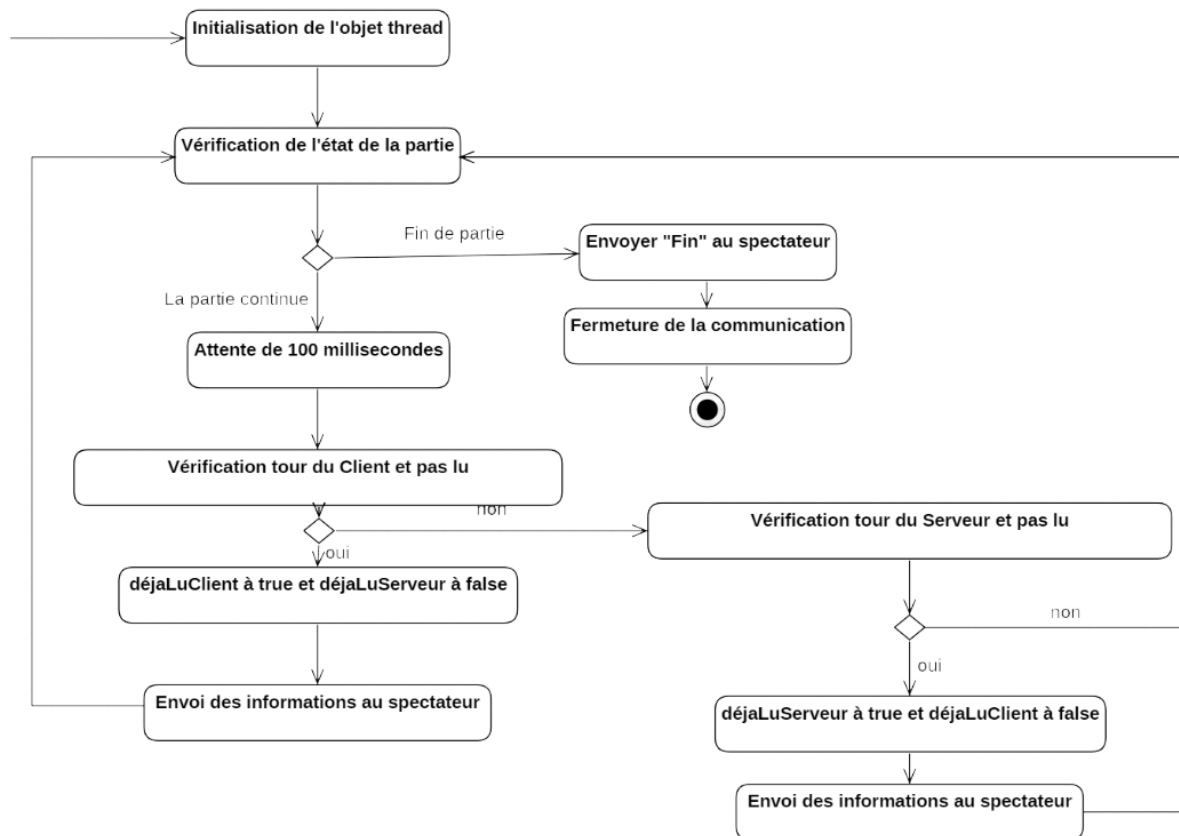 Initialisation de l'objet thread
Vérification de l'état de la partie
Fin de partie
Envoyer "Fin" au spectateur
La partie continue
Fermeture de la communication
Attente de 100 millisecondes
Vérification tour du Client et pas lu
non
Vérification tour du Serveur et pas lu
oui
déjaLuClient à true et déjaLuServeur à false
non
oui
Envoi des informations au spectateur
déjaLuServeur à true et déjaLuClient à false
Envoi des informations au spectateur